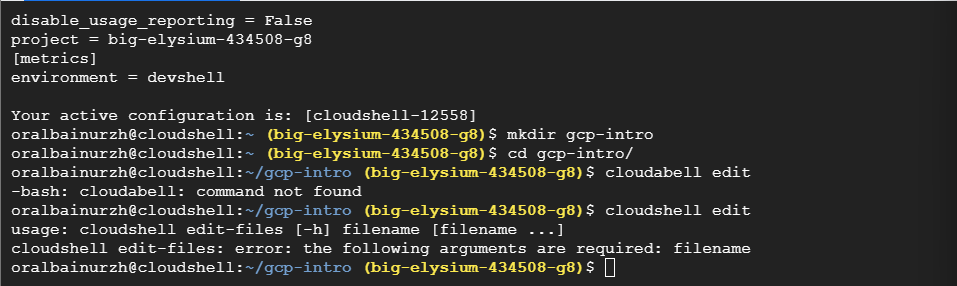 disable_usage_reporting = False
project = big-elysium-434508-g8
[metrics]
environment = devshell
Your active configuration is: [cloudshell-12558]
oralbainurzh@cloudshell:~ (big-elysium-434508-g8)$ mkdir gcp-intro
oralbainurzh@cloudshell:~ (big-elysium-434508-g8)$ cd gcp-intro/
oralbainurzh@cloudshell:~/gcp-intro (big-elysium-434508-g8)$ cloudabell edit
-bash: cloudabell: command not found
oralbainurzh@cloudshell:~/gcp-intro (big-elysium-434508-g8)$ cloudshell edit
usage: cloudshell edit-files [-h] filename [filename ...]
cloudshell edit-files: error: the following arguments are required: filename
oralbainurzh@cloudshell:~/gcp-intro (big-elysium-434508-g8)$